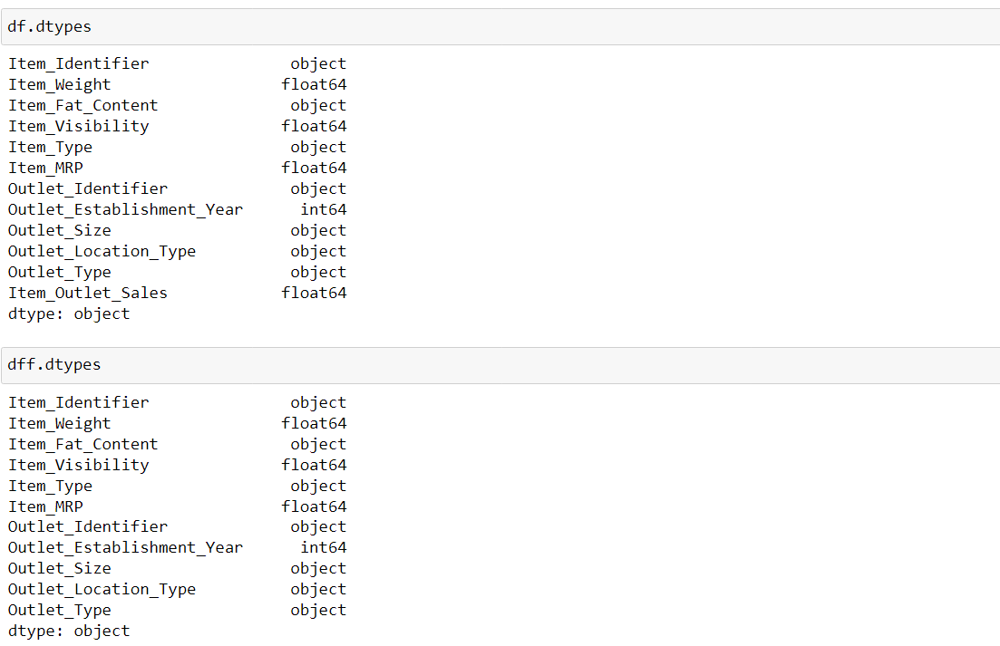 df.dtypes
Item_Identifier object
Item_Weight float64
Item_Fat_Content object
Item_Visibility float64
Item_Type object
Item_MRP float64
Outlet_Identifier object
Outlet_Establishment_Year int64
Outlet_Size object
Outlet_Location_Type object
Outlet_Type object
Item_Outlet_Sales float64
dtype: object
dff.dtypes
Item_Identifier object
Item_Weight float64
Item_Fat_Content object
Item_Visibility float64
Item_Type object
Item_MRP float64
Outlet_Identifier object
Outlet_Establishment_Year int64
Outlet_Size object
Outlet_Location_Type object
Outlet_Type object
dtype: object